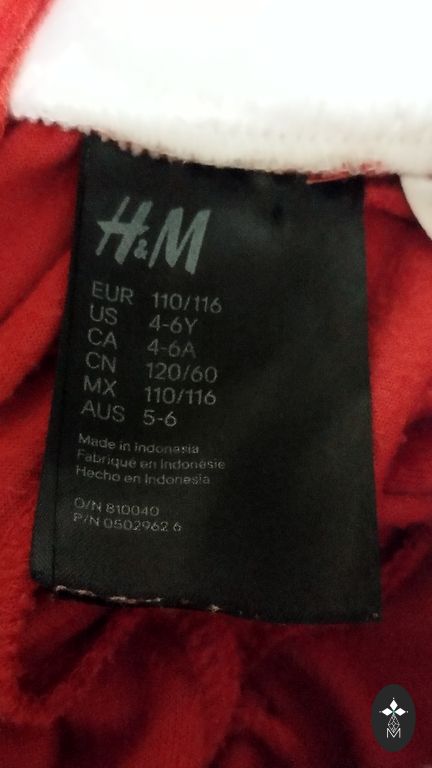 H&M
EUR 110/116
US 4-6Y
CA 4-6A
CN 120/60
MX 110/116
AUS 5-6
Made in Indonesia
Fabriqué en Indonésie
Hecho en Indonesia
O/N 810040
P/N 0502962 6
M